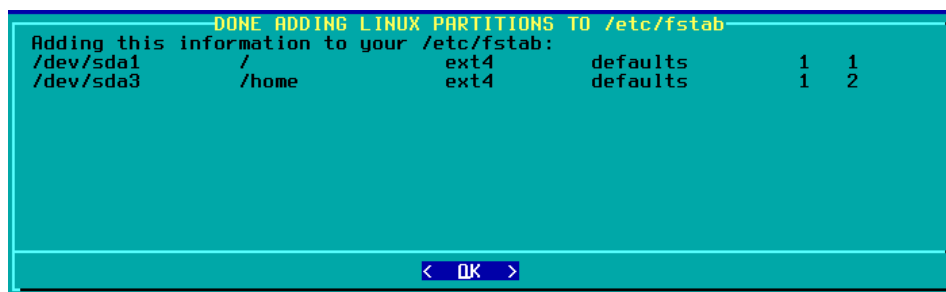 DONE ADDING LINUX PARTITIONS TO /etc/fstab
Adding this information to your /etc/fstab:
/dev/sda1 / ext4 defaults 1 1
/dev/sda3 /home ext4 defaults 1 2
< OK >